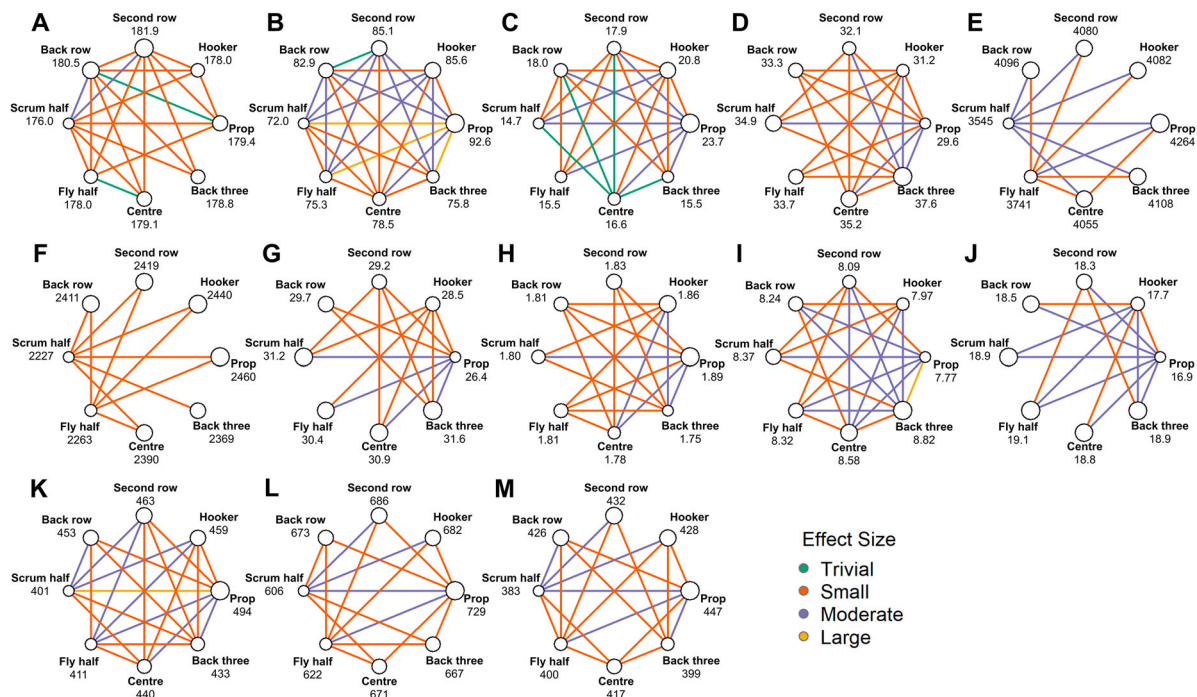 A
Second row
181.9
Hooker
178.0
Back row
180.5
Scrum half
176.0
Prop
179.4
Fly half
178.0
Back three
178.8
Centre
179.1
B
Second row
85.1
Hooker
85.6
Back row
82.9
Scrum half
72.0
Prop
92.6
Fly half
75.3
Back three
75.8
Centre
78.5
C
Second row
17.9
Hooker
20.8
Back row
18.0
Scrum half
14.7
Prop
23.7
Fly half
15.5
Back three
15.5
Centre
16.6
D
Second row
32.1
Hooker
31.2
Back row
33.3
Scrum half
34.9
Prop
29.6
Fly half
33.7
Back three
37.6
Centre
35.2
E
Second row
4080
Hooker
4082
Back row
4096
Scrum half
3545
Prop
4264
Fly half
3741
Back three
4108
Centre
4055
F
Second row
2419
Hooker
2440
Back row
2411
Scrum half
2227
Prop
2460
Fly half
2263
Back three
2369
Centre
2390
G
Second row
29.2
Hooker
28.5
Back row
29.7
Scrum half
31.2
Prop
26.4
Fly half
30.4
Back three
31.6
Centre
30.9
H
Second row
1.83
Hooker
1.86
Back row
1.81
Scrum half
1.80
Prop
1.89
Fly half
1.81
Back three
1.75
Centre
1.78
I
Second row
8.09
Hooker
7.97
Back row
8.24
Scrum half
8.37
Prop
7.77
Fly half
8.32
Back three
8.82
Centre
8.58
J
Second row
18.3
Hooker
17.7
Back row
18.5
Scrum half
18.9
Prop
16.9
Fly half
19.1
Back three
18.9
Centre
18.8
K
Second row
463
Hooker
459
Back row
453
Scrum half
401
Prop
494
Fly half
411
Back three
433
Centre
440
L
Second row
686
Hooker
682
Back row
673
Scrum half
606
Prop
729
Fly half
622
Back three
667
Centre
671
M
Second row
432
Hooker
428
Back row
426
Scrum half
383
Prop
447
Fly half
400
Back three
399
Centre
417
Effect Size
Trivial
Small
Moderate
Large